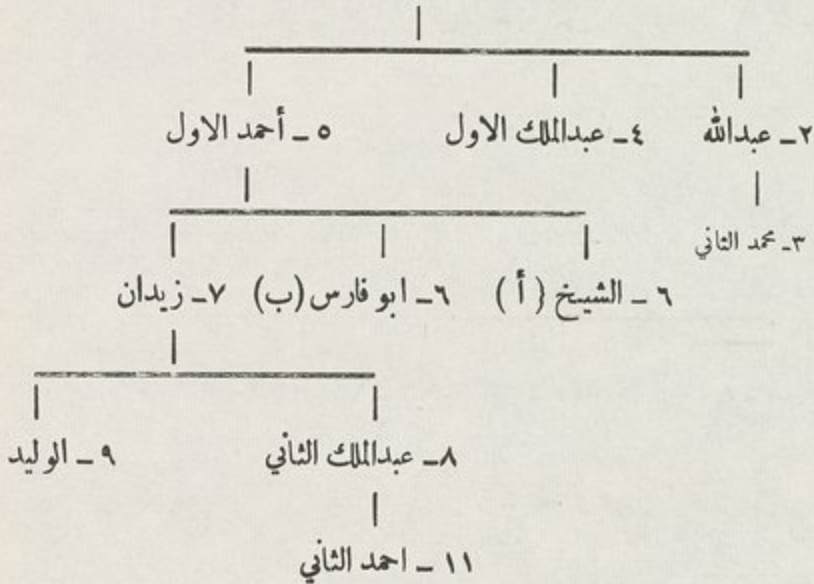 ٢ـ عبدالله ٤ـ عبدالملك الاول ٥ ـ أحمد الاول
٣ـ محمد الثاني
٦ ـ الشيخ ( أ ) ٦ـ ابو فارس (ب) ٧ـ زيدان
٨ـ عبدالملك الثاني ٩ ـ الوليد
١١ ـ احمد الثاني